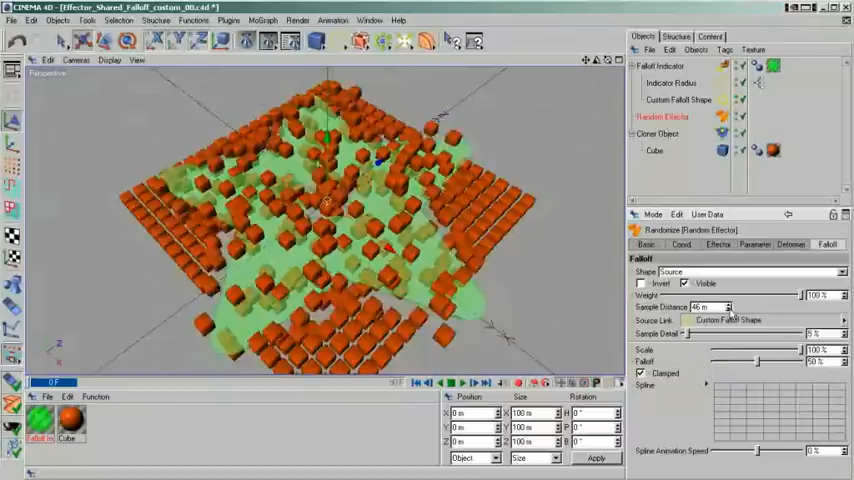 CINEMA 4D - [Effector_Shared_Falloff_custom_00.c4d *]
File Edit Objects Tools Selection Structure Functions Plugins MoGraph Render Animation Window Help
Edit Cameras Display View
Perspective
Objects Structure Content
File Edit Objects Tags Texture
Falloff Indicator
Indicator Radius
Custom Falloff Shape
Random Effector
Cloner Object
Cube
Mode Edit User Data
Randomize [Random Effector]
Basic Coord. Effector Parameter Deformer Falloff
Falloff
Shape Source
Invert Visible
Weight 100 %
Sample Distance 46 m
Source Link Custom Falloff Shape
Sample Detail 5 %
Scale 100 %
Falloff 50 %
Clamped
Spline
Spline Animation Speed 0 %
0 F
File Edit Function
Falloff In Cube
Position Size Rotation
X 0 m X 100 m H 0 °
Y 0 m Y 100 m P 0 °
Z 0 m Z 100 m B 0 °
Object Size Apply